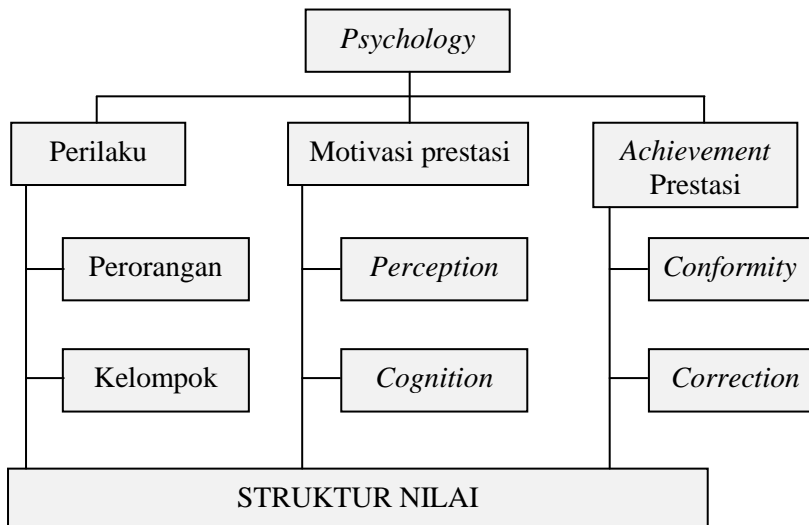 Psychology
Perilaku
Motivasi prestasi
Achievement
Prestasi
Perorangan
Perception
Conformity
Kelompok
Cognition
Correction
STRUKTUR NILAI